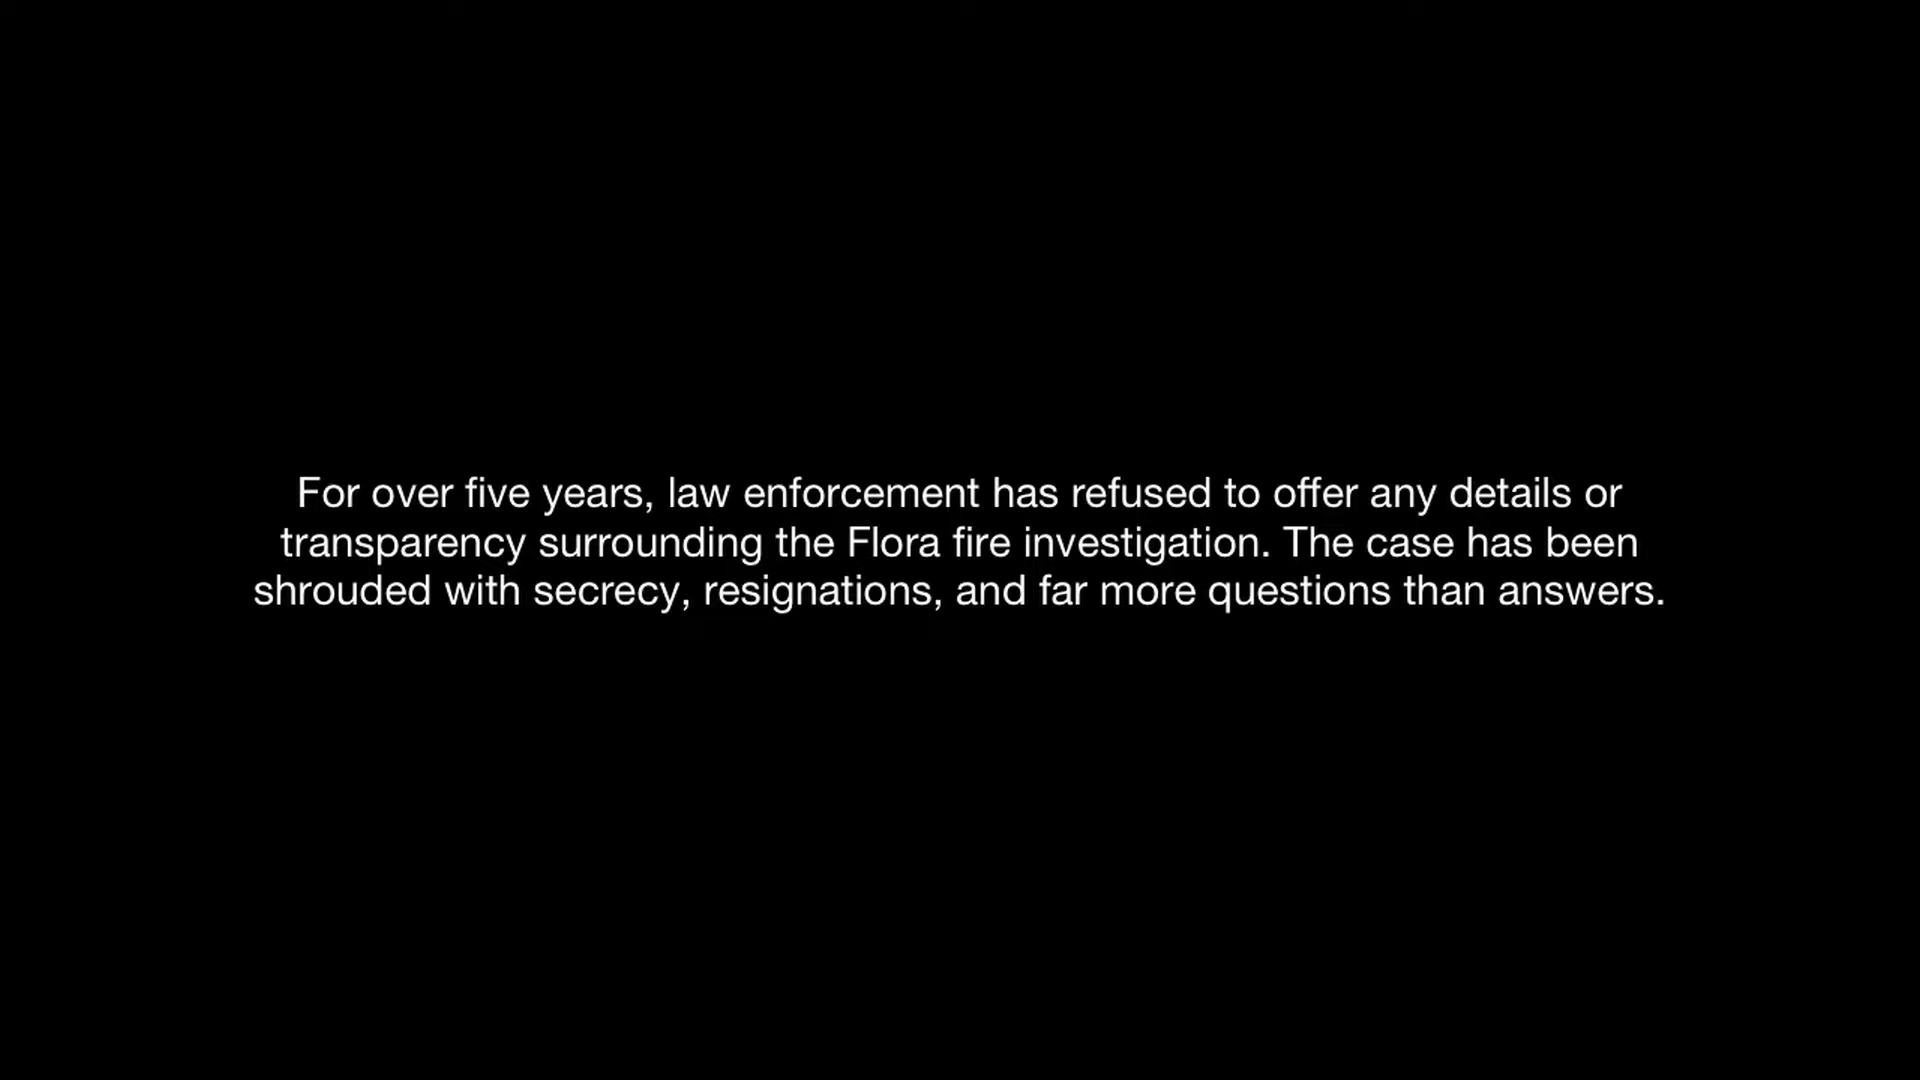 For over five years, law enforcement has refused to offer any details or
transparency surrounding the Flora fire investigation. The case has been
shrouded with secrecy, resignations, and far more questions than answers.